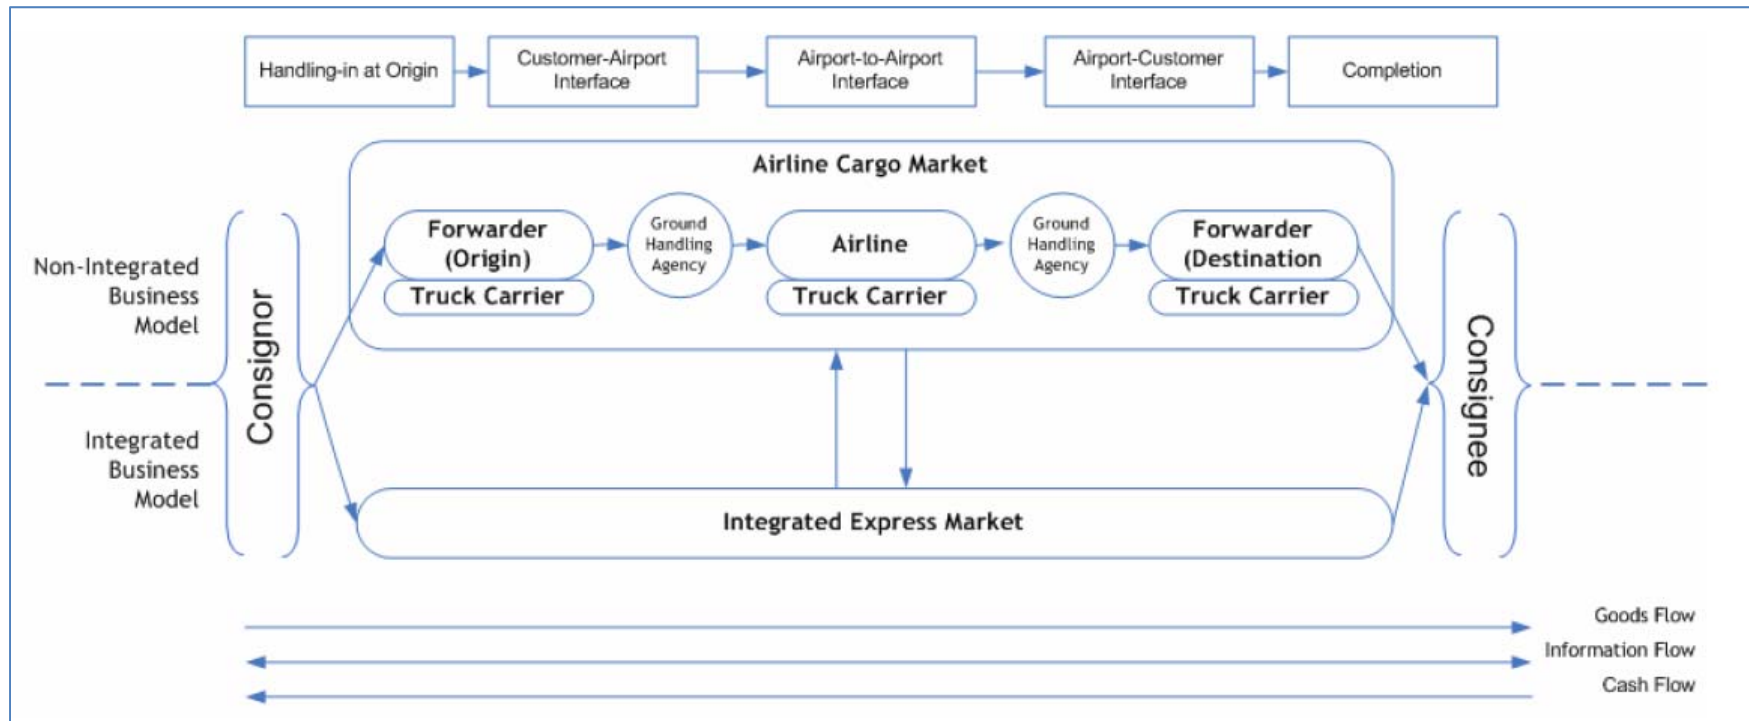 Handling-in at Origin
Customer-Airport
Interface
Airport-to-Airport
Interface
Airport-Customer
Interface
Completion
Airline Cargo Market
Forwarder
(Origin)
Truck Carrier
Ground
Handling
Agency
Airline
Truck Carrier
Ground
Handling
Agency
Forwarder
(Destination
Truck Carrier
Non-Integrated
Business
Model
Consignor
Consignee
Integrated
Business
Model
Integrated Express Market
Goods Flow
Information Flow
Cash Flow